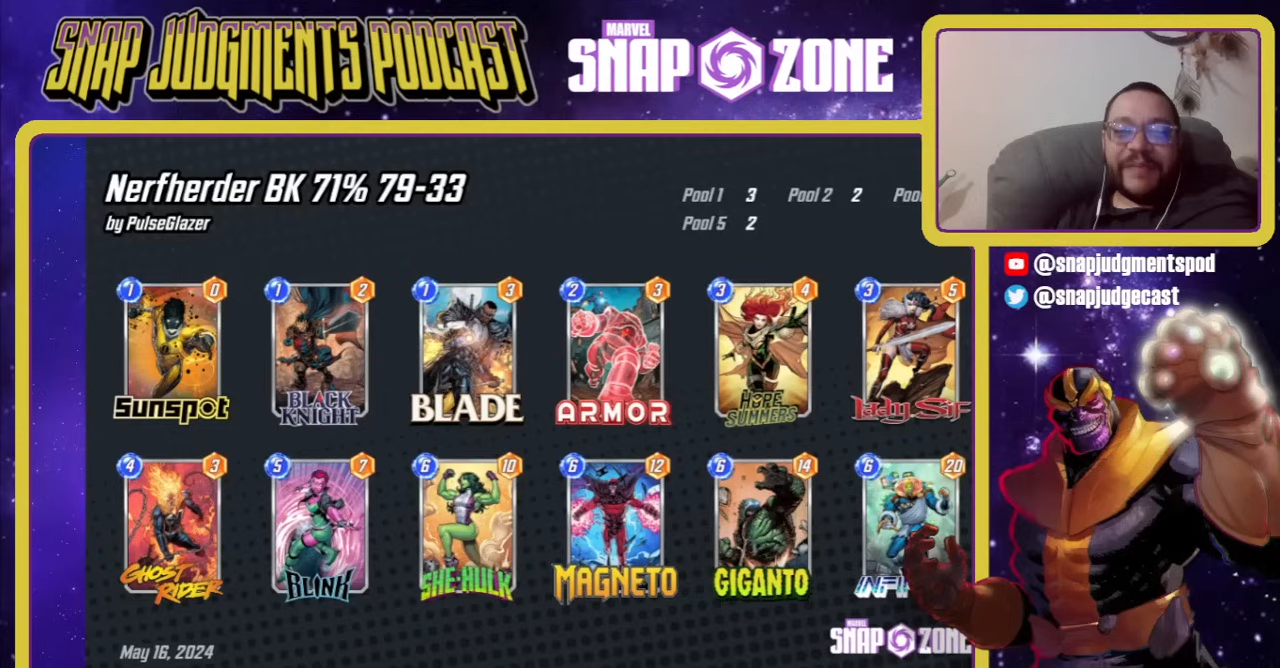 SNAP JUDGMENTS PODCAST
MARVEL
SNAP ZONE
Nerfherder BK 71% 79-33
by PulseGlazer
Pool 1 3 Pool 2 2
Pool 5 2
@snapjudgmentspod
@snapjudgecast
1 0 1 2 1 3 2 3 3 4 3 5
SUNSPOT BLACK KNIGHT BLADE ARMOR HOPE SUMMERS LADY SIF
4 3 5 7 6 10 6 12 6 14 6 20
GHOST RIDER BLINK SHE-HULK MAGNETO GIGANTO
May 16, 2024
MARVEL
SNAP ZONE